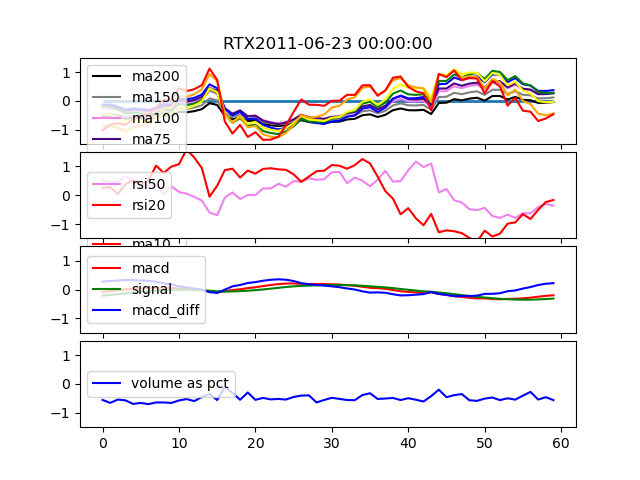 RTX2011-06-23 00:00:00
1
0
−1
ma200
ma150
ma100
ma75
1
0
−1
rsi50
rsi20
ma10
1
0
−1
macd
signal
macd_diff
1
0
−1
volume as pct
0 10 20 30 40 50 60